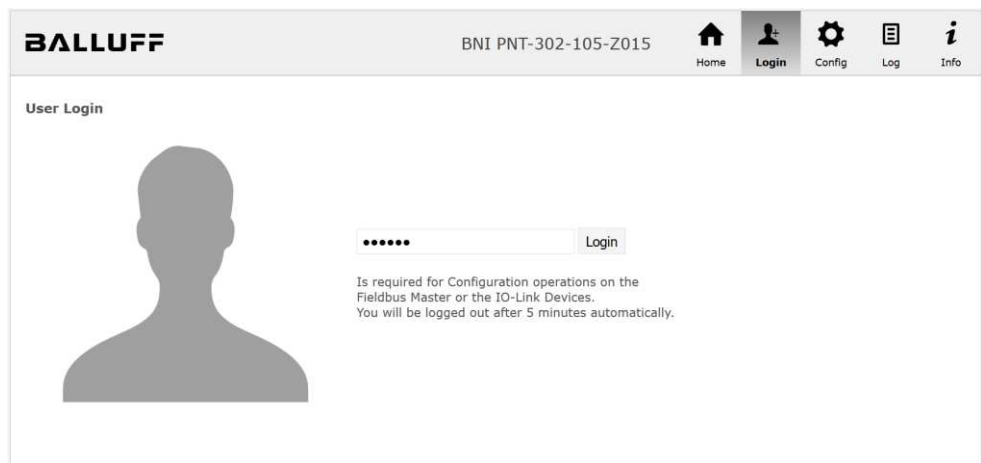 BALLUFF
BNI PNT-302-105-Z015
Home
Login
Config
Log
Info
User Login
••••••
Login
Is required for Configuration operations on the
Fieldbus Master or the IO-Link Devices.
You will be logged out after 5 minutes automatically.